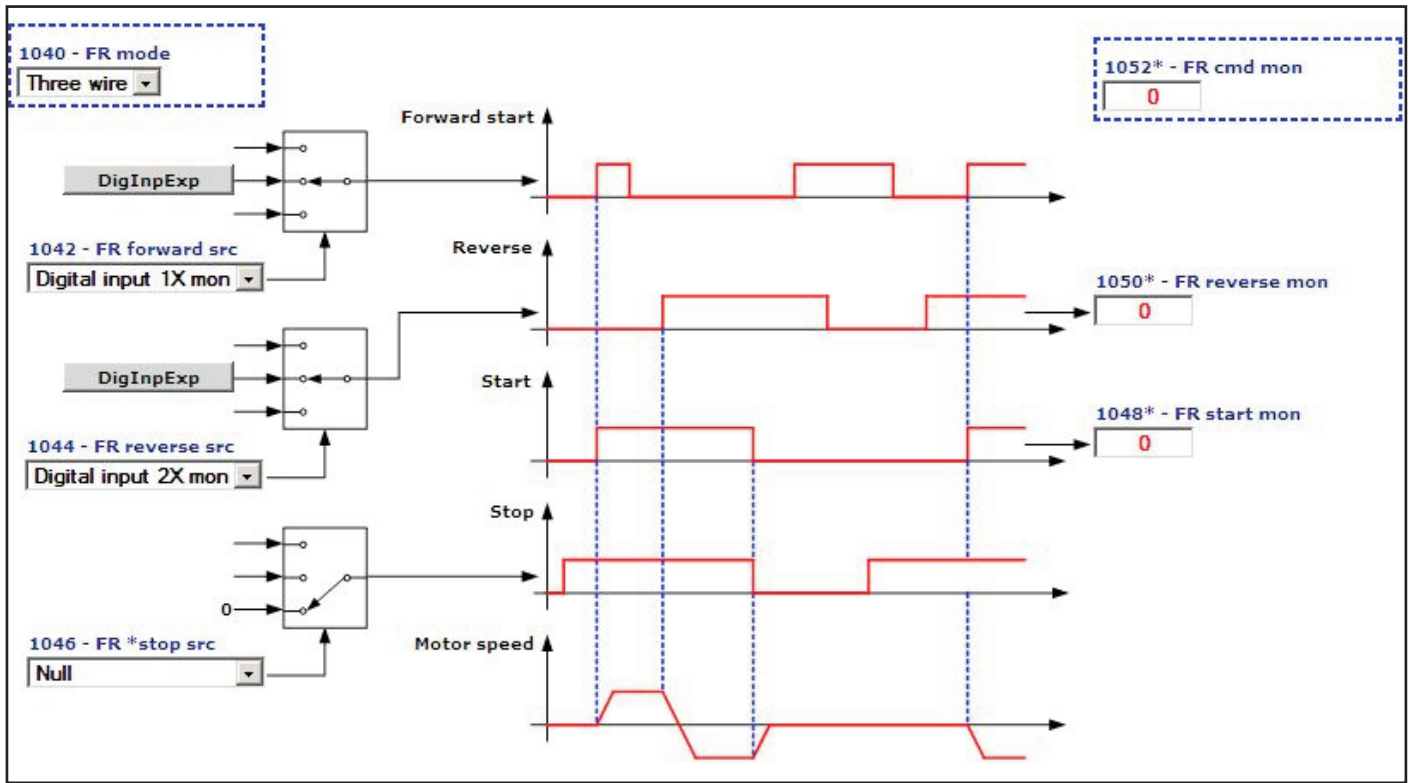 1040 - FR mode
Three wire
1052* - FR cmd mon
0
Forward start
DigInpExp
1042 - FR forward src
Digital input 1X mon
Reverse
1050* - FR reverse mon
0
DigInpExp
Start
1044 - FR reverse src
Digital input 2X mon
1048* - FR start mon
0
Stop
0
1046 - FR *stop src
Null
Motor speed